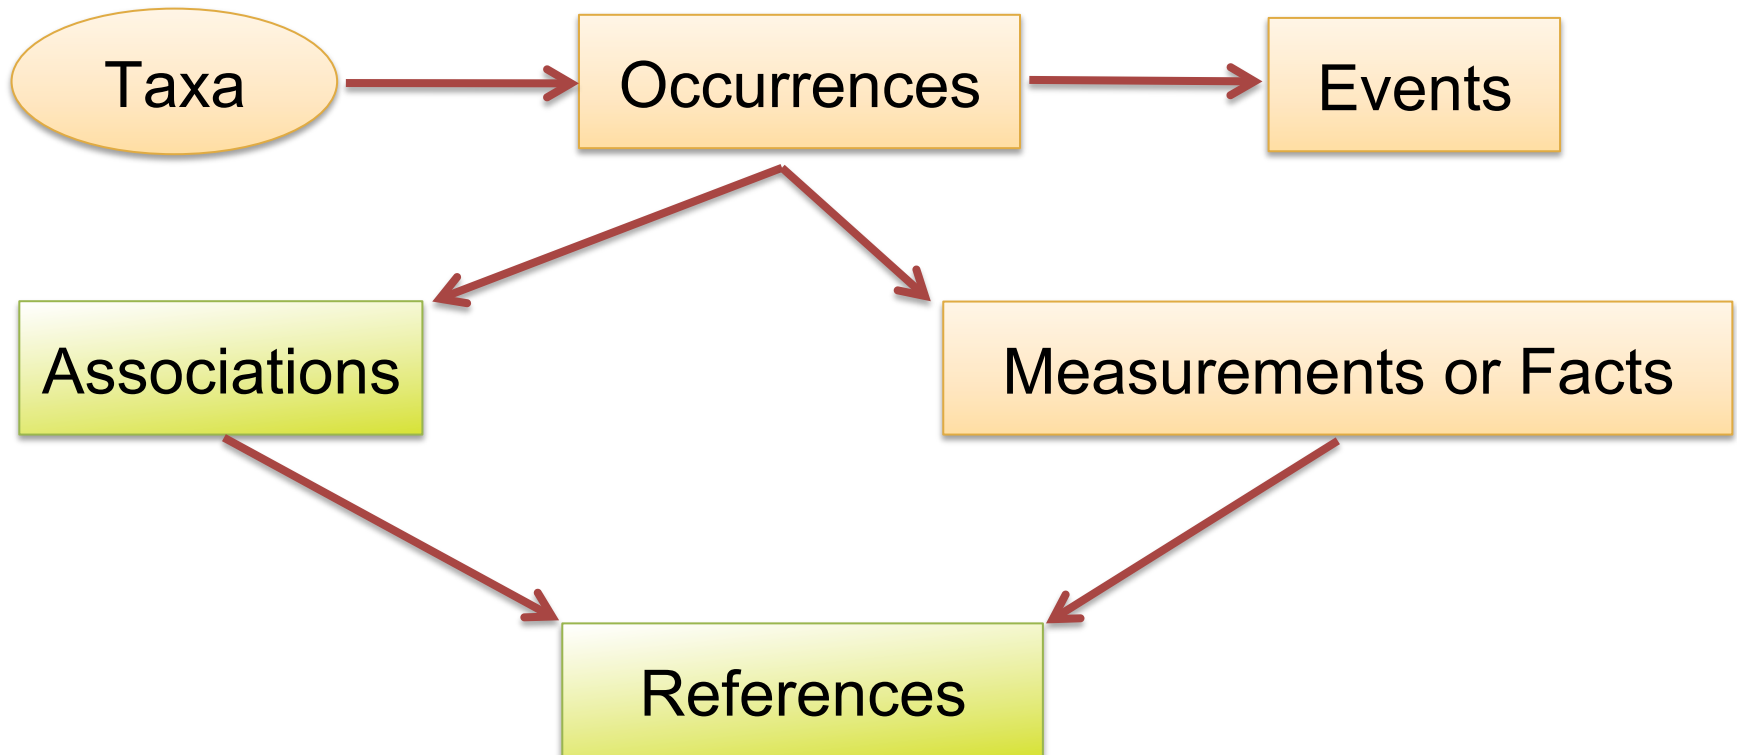 Taxa
Occurrences
Events
Associations
Measurements or Facts
References